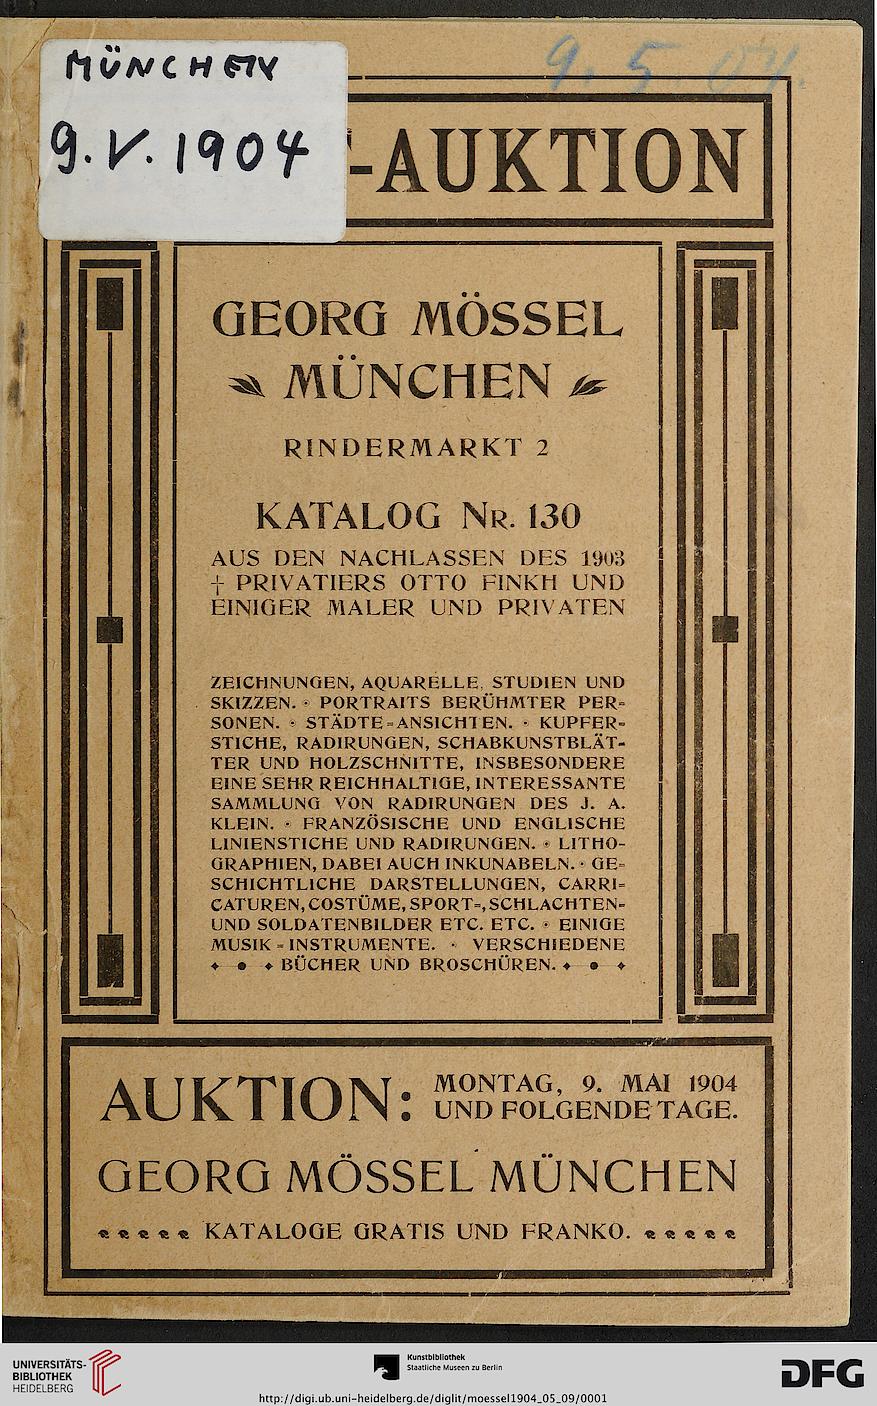 MÜNCHEN
9. V. 1904
9. 5. 04.
-AUKTION
GEORG MÖSSEL
MÜNCHEN
RINDERMARKT 2
KATALOG NR. 130
AUS DEN NACHLASSEN DES 1903
† PRIVATIERS OTTO FINKH UND
EINIGER MALER UND PRIVATEN
ZEICHNUNGEN, AQUARELLE, STUDIEN UND
SKIZZEN. • PORTRAITS BERÜHMTER PER-
SONEN. • STÄDTE-ANSICHTEN. • KUPFER-
STICHE, RADIRUNGEN, SCHABKUNSTBLÄT-
TER UND HOLZSCHNITTE, INSBESONDERE
EINE SEHR REICHHALTIGE, INTERESSANTE
SAMMLUNG VON RADIRUNGEN DES J. A.
KLEIN. • FRANZÖSISCHE UND ENGLISCHE
LINIENSTICHE UND RADIRUNGEN. • LITHO-
GRAPHIEN, DABEI AUCH INKUNABELN. • GE-
SCHICHTLICHE DARSTELLUNGEN, CARRI-
CATUREN, COSTÜME, SPORT-, SCHLACHTEN-
UND SOLDATENBILDER ETC. ETC. • EINIGE
MUSIK-INSTRUMENTE. • VERSCHIEDENE
BÜCHER UND BROSCHÜREN.
AUKTION: MONTAG, 9. MAI 1904
UND FOLGENDE TAGE.
GEORG MÖSSEL MÜNCHEN
KATALOGE GRATIS UND FRANKO.
UNIVERSITÄTS-
BIBLIOTHEK
HEIDELBERG
Kunstbibliothek
Staatliche Museen zu Berlin
DFG
http://digi.ub.uni-heidelberg.de/diglit/moessel1904_05_09/0001